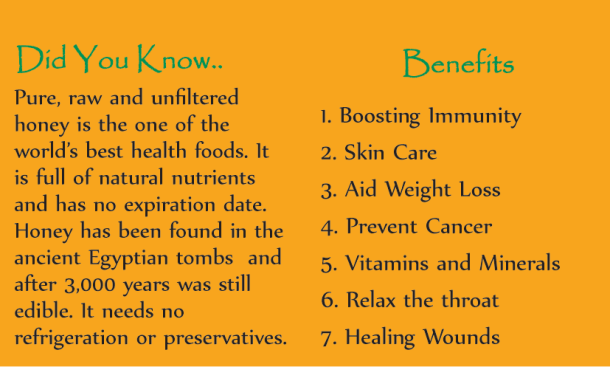 Did You Know..
Pure, raw and unfiltered
honey is the one of the
world's best health foods. It
is full of natural nutrients
and has no expiration date.
Honey has been found in the
ancient Egyptian tombs and
after 3,000 years was still
edible. It needs no
refrigeration or preservatives.
Benefits
1. Boosting Immunity
2. Skin Care
3. Aid Weight Loss
4. Prevent Cancer
5. Vitamins and Minerals
6. Relax the throat
7. Healing Wounds